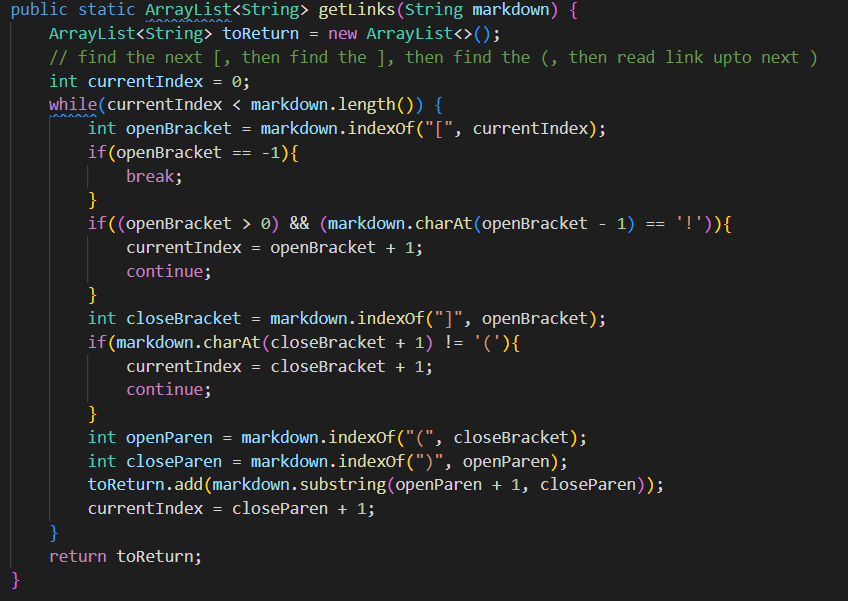 public static ArrayList<String> getLinks(String markdown) {
    ArrayList<String> toReturn = new ArrayList<>();
    // find the next [, then find the ], then find the (, then read link upto next )
    int currentIndex = 0;
    while(currentIndex < markdown.length()) {
        int openBracket = markdown.indexOf("[", currentIndex);
        if(openBracket == -1){
            break;
        }
        if((openBracket > 0) && (markdown.charAt(openBracket - 1) == '!')){
            currentIndex = openBracket + 1;
            continue;
        }
        int closeBracket = markdown.indexOf("]", openBracket);
        if(markdown.charAt(closeBracket + 1) != '('){
            currentIndex = closeBracket + 1;
            continue;
        }
        int openParen = markdown.indexOf("(", closeBracket);
        int closeParen = markdown.indexOf(")", openParen);
        toReturn.add(markdown.substring(openParen + 1, closeParen));
        currentIndex = closeParen + 1;
    }
    return toReturn;
}